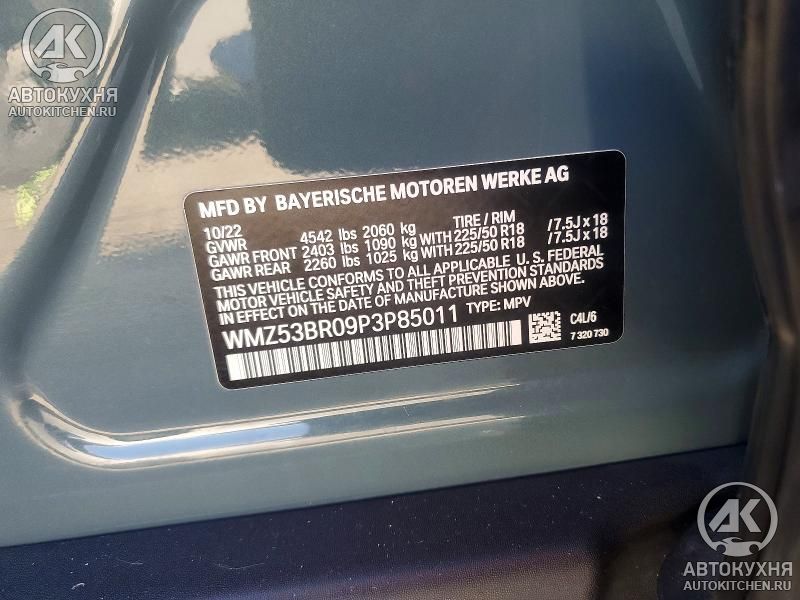 АК
АВТОКУХНЯ
AUTOKITCHEN.RU
MFD BY BAYERISCHE MOTOREN WERKE AG
10/22 TIRE / RIM
GVWR 4542 lbs 2060 kg
GAWR FRONT 2403 lbs 1090 kg WITH 225/50 R18 /7.5J x 18
GAWR REAR 2260 lbs 1025 kg WITH 225/50 R18 /7.5J x 18
THIS VEHICLE CONFORMS TO ALL APPLICABLE U. S. FEDERAL
MOTOR VEHICLE SAFETY AND THEFT PREVENTION STANDARDS
IN EFFECT ON THE DATE OF MANUFACTURE SHOWN ABOVE.
WMZ53BR09P3P85011 TYPE: MPV
C4L/6
7 320 730
АК
АВТОКУХНЯ
AUTOKITCHEN.RU